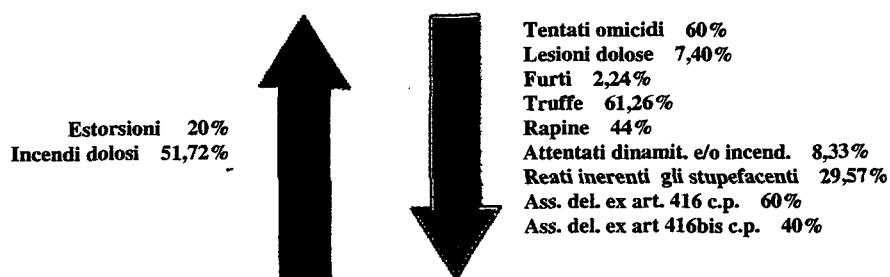 Estorsioni 20%
Incendi dolosi 51,72%
Tentati omicidi 60%
Lesioni dolose 7,40%
Furti 2,24%
Truffe 61,26%
Rapine 44%
Attentati dinamit. e/o incend. 8,33%
Reati inerenti gli stupefacenti 29,57%
Ass. del. ex art. 416 c.p. 60%
Ass. del. ex art 416bis c.p. 40%